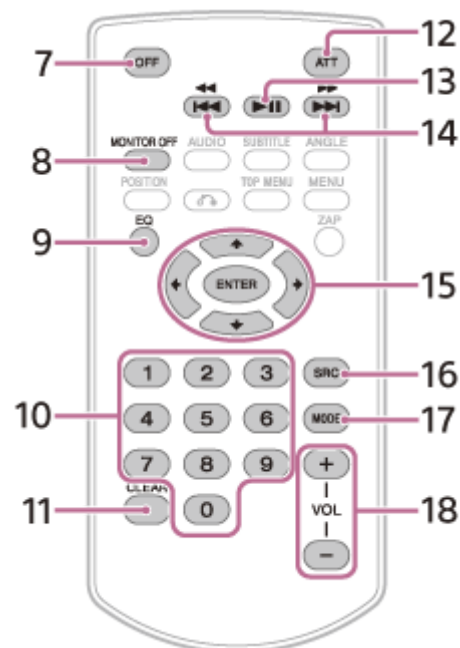 12
7 OFF ATT
13
14
MONITOR OFF AUDIO SUBTITLE ANGLE
8
POSITION TOP MENU MENU
EQ ZAP
9
ENTER 15
1 2 3 SRC 16
10 4 5 6 MODE 17
7 8 9 +
CLEAR
11 0 VOL 18
-